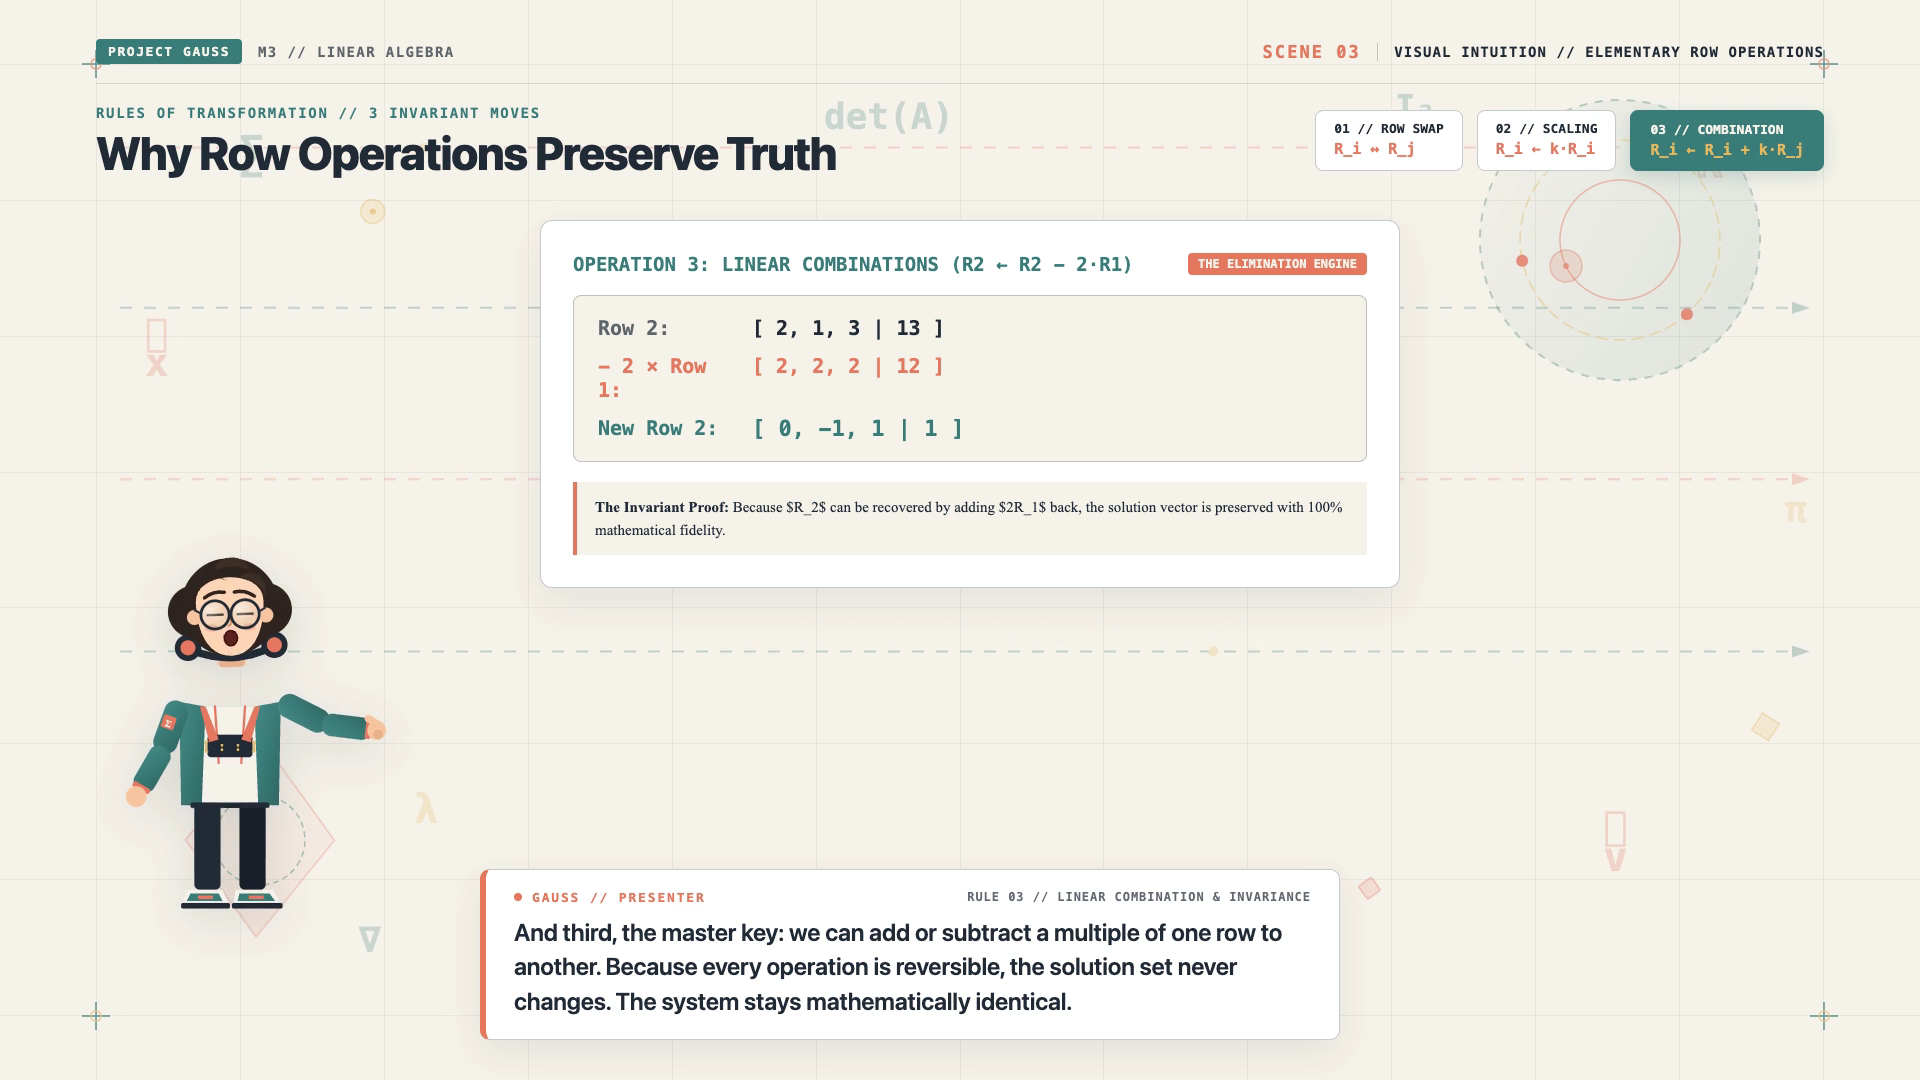 PROJECT GAUSS
M3 // LINEAR ALGEBRA
SCENE 03
VISUAL INTUITION // ELEMENTARY ROW OPERATIONS
RULES OF TRANSFORMATION // 3 INVARIANT MOVES
det(A)
Σ
Why Row Operations Preserve Truth
01 // ROW SWAP
R_i ↔ R_j
02 // SCALING
R_i ← k·R_i
03 // COMBINATION
R_i ← R_i + k·R_j
OPERATION 3: LINEAR COMBINATIONS (R2 ← R2 − 2·R1)
THE ELIMINATION ENGINE
Row 2: [ 2, 1, 3 | 13 ]
− 2 × Row [ 2, 2, 2 | 12 ]
1:
New Row 2: [ 0, −1, 1 | 1 ]
The Invariant Proof: Because $R_2$ can be recovered by adding $2R_1$ back, the solution vector is preserved with 100%
mathematical fidelity.
x
π
λ
v
∇
GAUSS // PRESENTER
RULE 03 // LINEAR COMBINATION & INVARIANCE
And third, the master key: we can add or subtract a multiple of one row to
another. Because every operation is reversible, the solution set never
changes. The system stays mathematically identical.